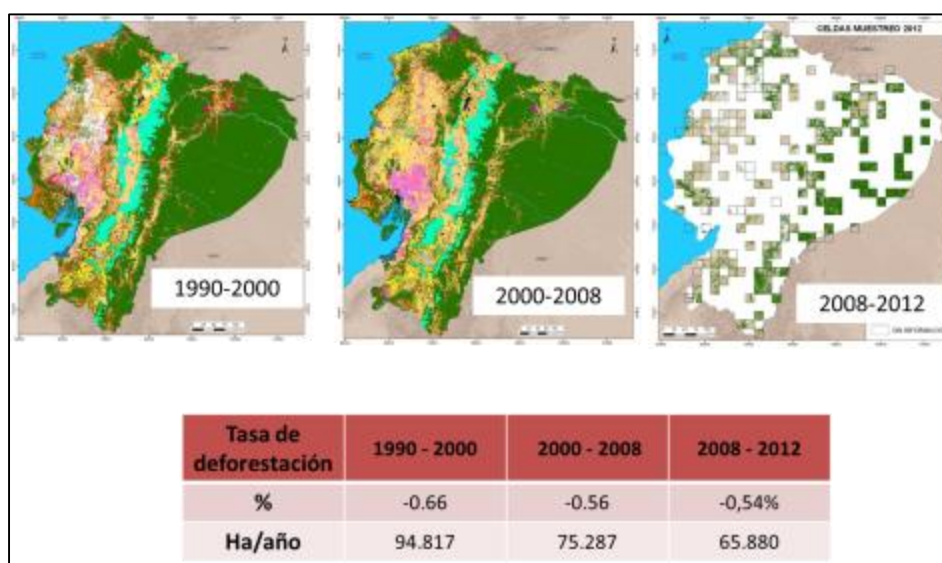 CELDAS MUESTREO 2012
1990-2000
2000-2008
2008-2012
Tasa de
deforestación
1990 - 2000
2000 - 2008
2008 - 2012
%
-0.66
-0.56
-0,54%
Ha/año
94.817
75.287
65.880